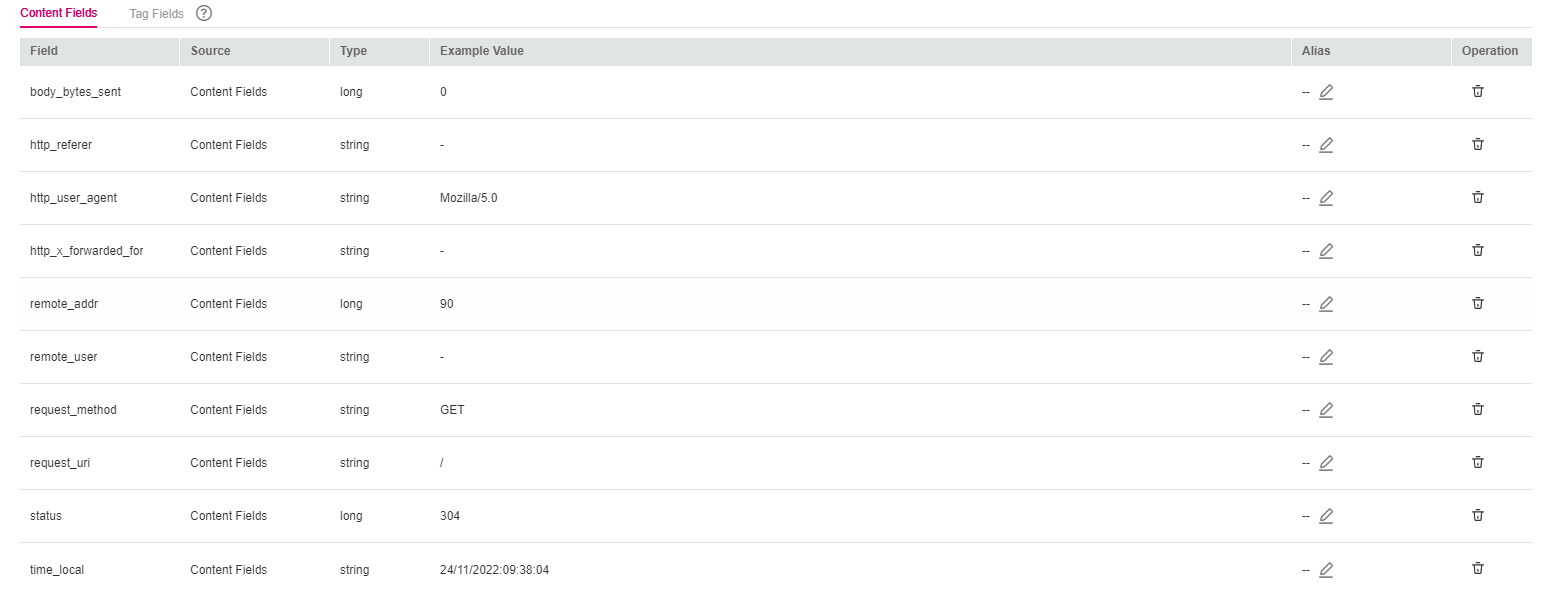 Content Fields Tag Fields ?
Field Source Type Example Value Alias Operation
body_bytes_sent Content Fields long 0 --
http_referer Content Fields string - --
http_user_agent Content Fields string Mozilla/5.0 --
http_x_forwarded_for Content Fields string - --
remote_addr Content Fields long 90 --
remote_user Content Fields string - --
request_method Content Fields string GET --
request_uri Content Fields string / --
status Content Fields long 304 --
time_local Content Fields string 24/11/2022:09:38:04 --